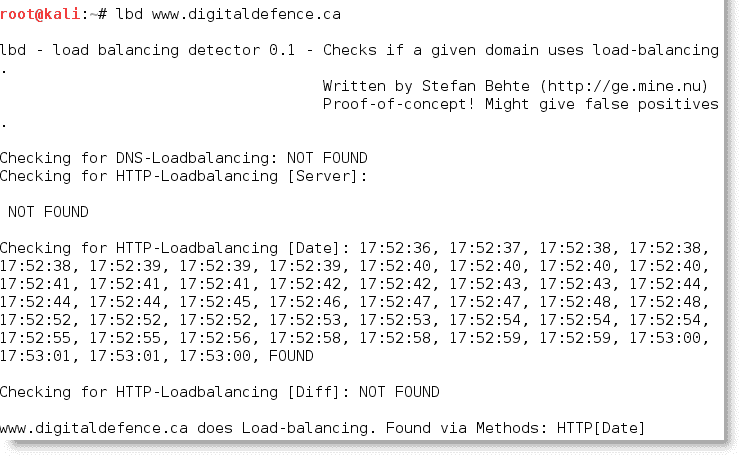 root@kali:~# lbd www.digitaldefence.ca
lbd - load balancing detector 0.1 - Checks if a given domain uses load-balancing
.
Written by Stefan Behte (http://ge.mine.nu)
Proof-of-concept! Might give false positives
.
Checking for DNS-Loadbalancing: NOT FOUND
Checking for HTTP-Loadbalancing [Server]:
NOT FOUND
Checking for HTTP-Loadbalancing [Date]: 17:52:36, 17:52:37, 17:52:38, 17:52:38,
17:52:38, 17:52:39, 17:52:39, 17:52:39, 17:52:40, 17:52:40, 17:52:40, 17:52:40,
17:52:41, 17:52:41, 17:52:41, 17:52:42, 17:52:42, 17:52:43, 17:52:43, 17:52:44,
17:52:44, 17:52:44, 17:52:45, 17:52:46, 17:52:47, 17:52:47, 17:52:48, 17:52:48,
17:52:52, 17:52:52, 17:52:52, 17:52:53, 17:52:53, 17:52:54, 17:52:54, 17:52:54,
17:52:55, 17:52:55, 17:52:56, 17:52:58, 17:52:58, 17:52:59, 17:52:59, 17:53:00,
17:53:01, 17:53:01, 17:53:00, FOUND
Checking for HTTP-Loadbalancing [Diff]: NOT FOUND
www.digitaldefence.ca does Load-balancing. Found via Methods: HTTP[Date]